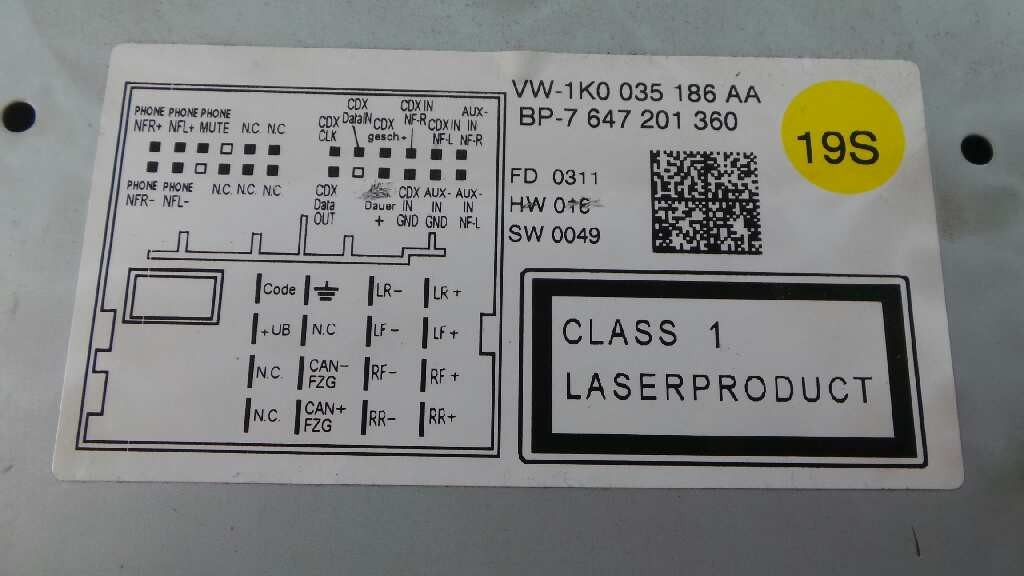 VW-1K0 035 186 AA
BP-7 647 201 360
19S
FD 0311
HW 016
SW 0049
CLASS 1
LASERPRODUCT
PHONE PHONE PHONE
NFR+ NFL+ MUTE N.C. N.C
PHONE PHONE
NFR- NFL-
N.C. N.C. N.C.
CDX
CLK
CDX
DataIN
CDX
gesch+
CDX IN
NF-R
CDX IN
NF-L
AUX-
IN
NF-R
CDX
Data
OUT
Dauer
+
CDX
IN
GND
AUX-
IN
GND
AUX-
IN
NF-L
Code LR- LR+
+UB N.C LF- LF+
N.C. CAN- FZG RF- RF+
N.C. CAN+ FZG RR- RR+